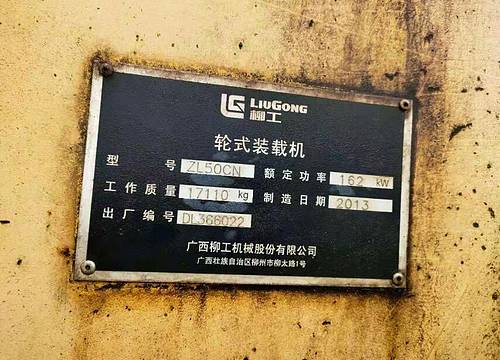 LIUGONG
柳工
轮式装载机
型 号 ZL50CN 额定功率 162 kW
工作质量 17110 kg 制造日期 2013
出厂编号 DL366022
广西柳工机械股份有限公司
广西壮族自治区柳州市柳太路1号